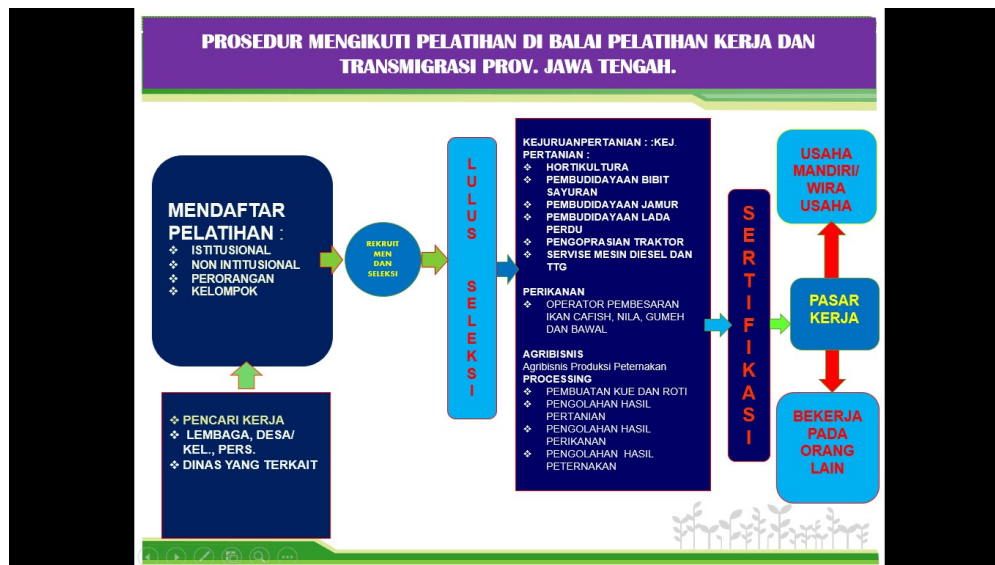 PROSEDUR MENGIKUTI PELATIHAN DI BALAI PELATIHAN KERJA DAN
TRANSMIGRASI PROV. JAWA TENGAH.
MENDAFTAR
PELATIHAN :
❖ ISTITUSIONAL
❖ NON INTITUSIONAL
❖ PERORANGAN
❖ KELOMPOK
❖ PENCARI KERJA
❖ LEMBAGA, DESA/
KEL., PERS.
❖ DINAS YANG TERKAIT
REKRUIT
MEN
DAN
SELEKSI
LULUS SELEKSI
KEJURUANPERTANIAN : :KEJ.
PERTANIAN :
❖ HORTIKULTURA
❖ PEMBUDIDAYAAN BIBIT
SAYURAN
❖ PEMBUDIDAYAAN JAMUR
❖ PEMBUDIDAYAAN LADA
PERDU
❖ PENGOPRASIAN TRAKTOR
❖ SERVISE MESIN DIESEL DAN
TTG
PERIKANAN
❖ OPERATOR PEMBESARAN
IKAN CAFISH, NILA, GUMEH
DAN BAWAL
AGRIBISNIS
Agribisnis Produksi Peternakan
PROCESSING
❖ PEMBUATAN KUE DAN ROTI
❖ PENGOLAHAN HASIL
PERTANIAN
❖ PENGOLAHAN HASIL
PERIKANAN
❖ PENGOLAHAN HASIL
PETERNAKAN
SERTIFIKASI
USAHA
MANDIRI/
WIRA
USAHA
PASAR
KERJA
BEKERJA
PADA
ORANG
LAIN